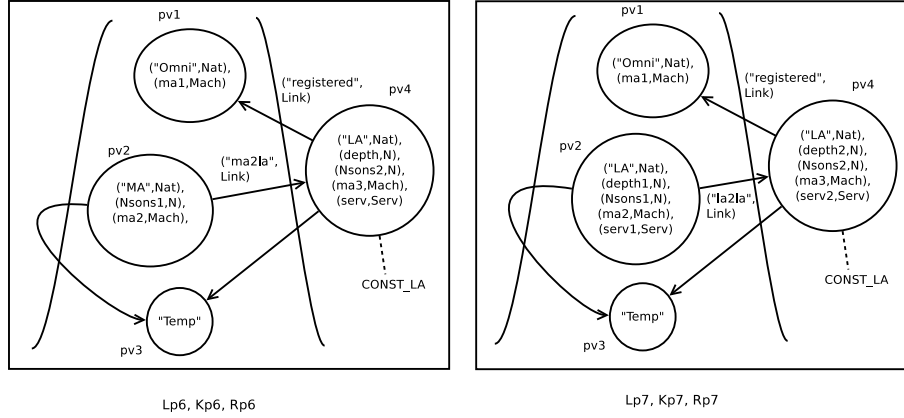 pv1
("Omni",Nat),
(ma1,Mach)
("registered",
Link)
pv4
("LA",Nat),
(depth,N),
(Nsons2,N),
(ma3,Mach),
(serv,Serv)
pv2
("ma2la",
Link)
("MA",Nat),
(Nsons1,N),
(ma2,Mach),
CONST_LA
"Temp"
pv3
Lp6, Kp6, Rp6
pv1
("Omni",Nat),
(ma1,Mach)
("registered",
Link)
pv4
("LA",Nat),
(depth2,N),
(Nsons2,N),
(ma3,Mach),
(serv2,Serv)
pv2
("LA",Nat),
(depth1,N),
(Nsons1,N),
(ma2,Mach),
(serv1,Serv)
("la2la",
Link)
CONST_LA
"Temp"
pv3
Lp7, Kp7, Rp7